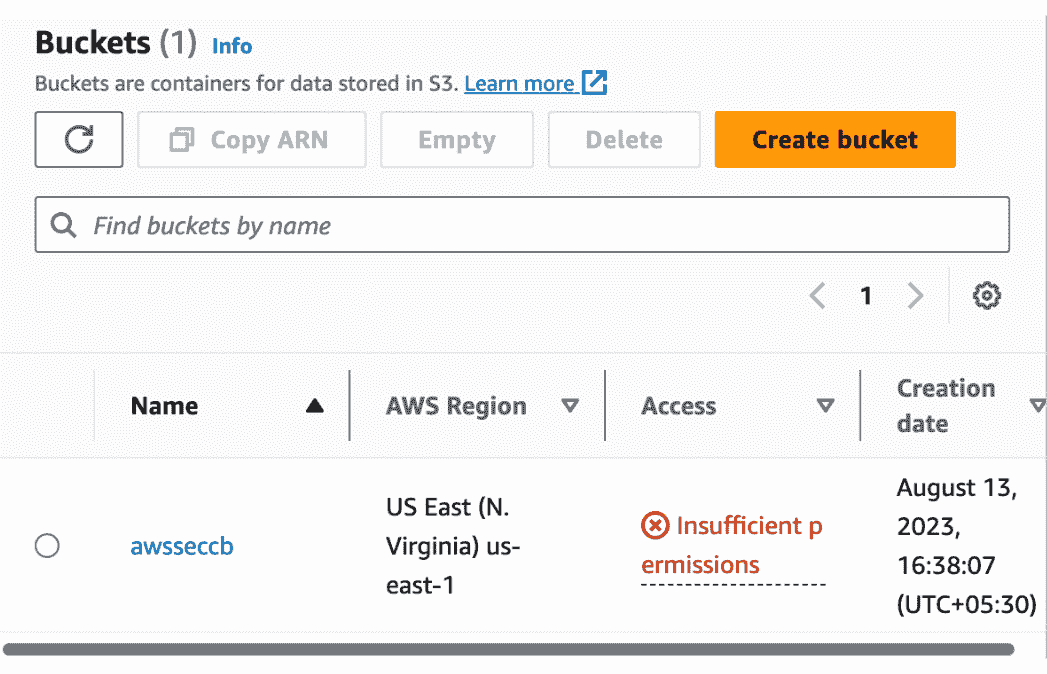 Buckets (1) Info
Buckets are containers for data stored in S3. Learn more
Copy ARN Empty Delete Create bucket
Find buckets by name
1
Name AWS Region Access Creation
date
awsseccb
US East (N.
Virginia) us-
east-1
Insufficient p
ermissions
August 13,
2023,
16:38:07
(UTC+05:30)